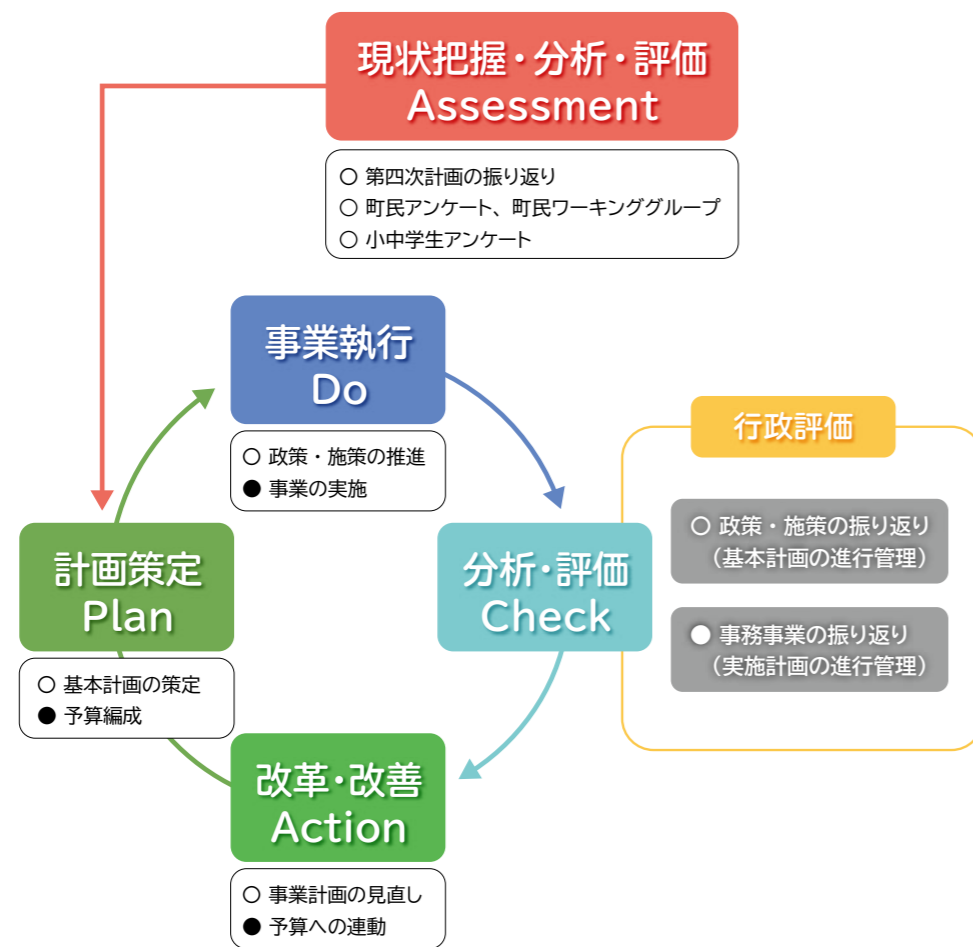 現状把握・分析・評価
Assessment
○ 第四次計画の振り返り
○ 町民アンケート、町民ワーキンググループ
○ 小中学生アンケート
事業執行
Do
○ 政策・施策の推進
● 事業の実施
行政評価
○ 政策・施策の振り返り
（基本計画の進行管理）
● 事務事業の振り返り
（実施計画の進行管理）
計画策定
Plan
○ 基本計画の策定
● 予算編成
分析・評価
Check
改革・改善
Action
○ 事業計画の見直し
● 予算への連動